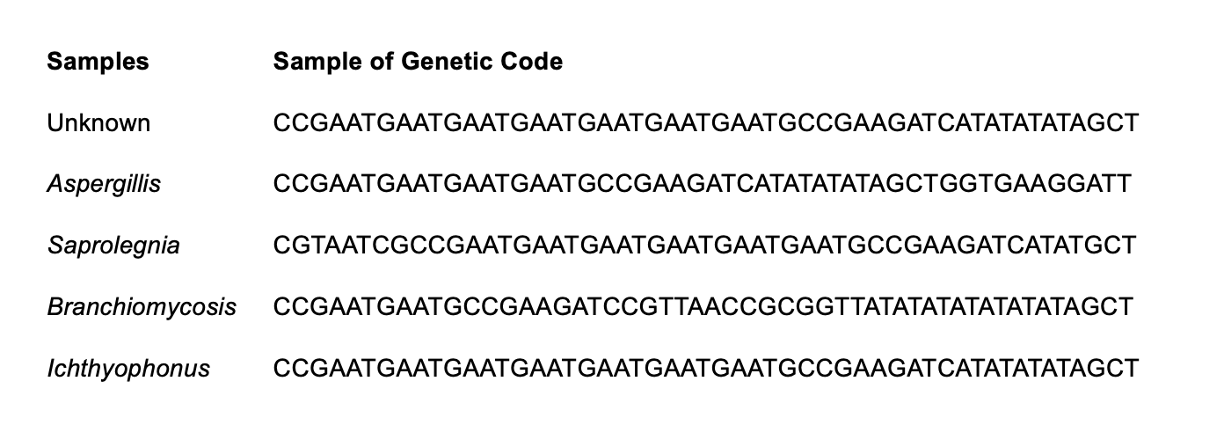 Samples Sample of Genetic Code
Unknown CCGAATGAATGAATGAATGAATGAATGAATGCCGAAGATCATATATATAGCT
Aspergillis CCGAATGAATGAATGAATGCCGAAGATCATATATATAGCTGGTGAAGGATT
Saprolegnia CGTAATCGCCGAATGAATGAATGAATGAATGAATGCCGAAGATCATATGCT
Branchiomycosis CCGAATGAATGCCGAAGATCCGTTAACCGCGGTTATATATATATATATAGCT
Ichthyophonus CCGAATGAATGAATGAATGAATGAATGAATGCCGAAGATCATATATATAGCT